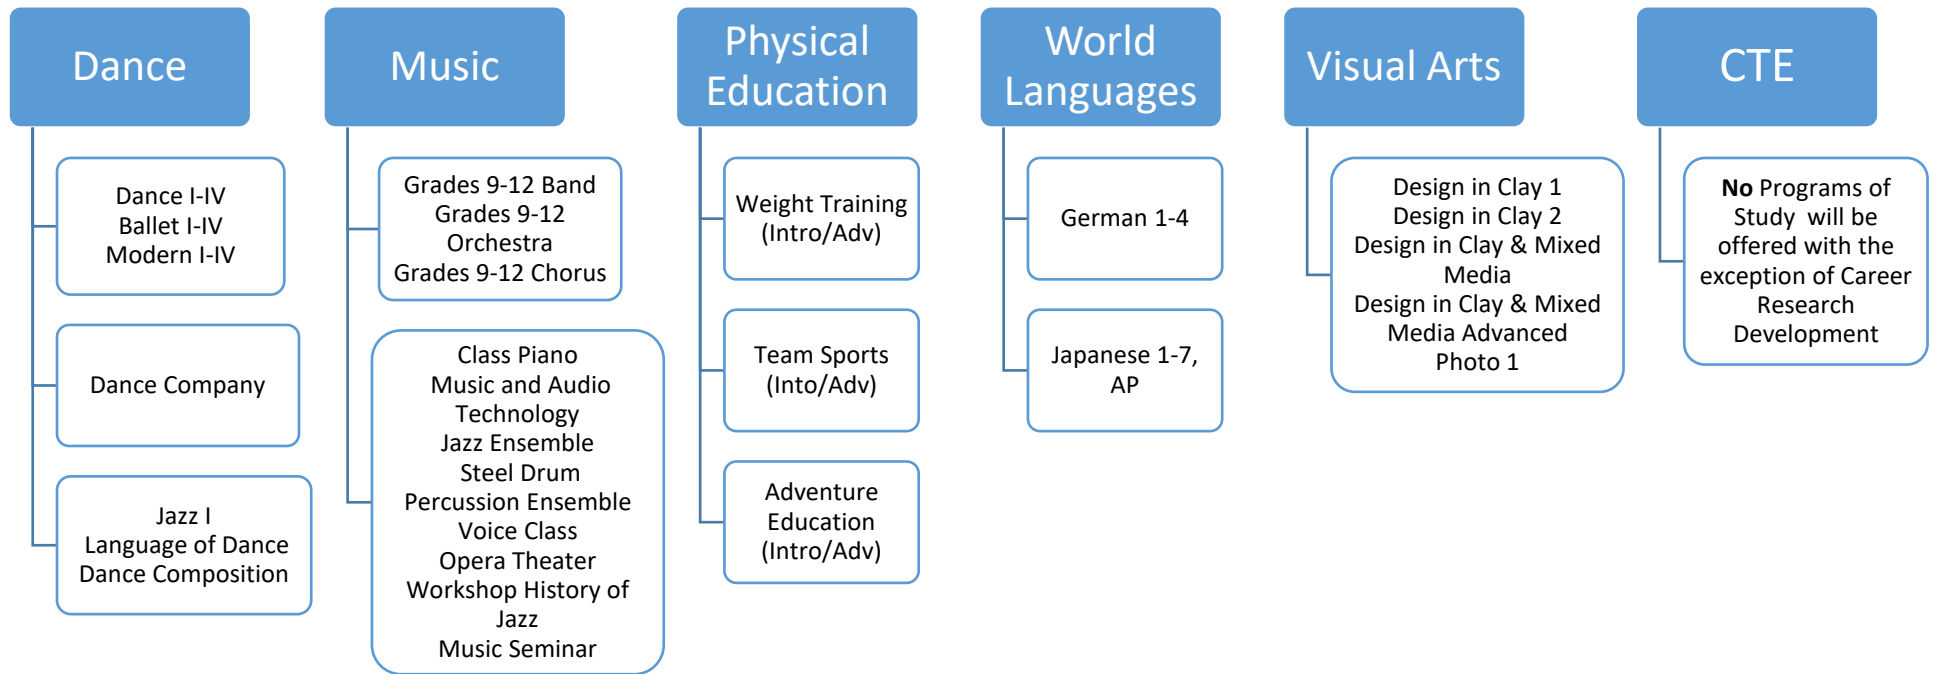 Dance
Dance I-IV
Ballet I-IV
Modern I-IV
Dance Company
Jazz I
Language of Dance
Dance Composition
Music
Grades 9-12 Band
Grades 9-12
Orchestra
Grades 9-12 Chorus
Class Piano
Music and Audio
Technology
Jazz Ensemble
Steel Drum
Percussion Ensemble
Voice Class
Opera Theater
Workshop History of
Jazz
Music Seminar
Physical
Education
Weight Training
(Intro/Adv)
Team Sports
(Into/Adv)
Adventure
Education
(Intro/Adv)
World
Languages
German 1-4
Japanese 1-7,
AP
Visual Arts
Design in Clay 1
Design in Clay 2
Design in Clay & Mixed
Media
Design in Clay & Mixed
Media Advanced
Photo 1
CTE
No Programs of
Study will be
offered with the
exception of Career
Research
Development